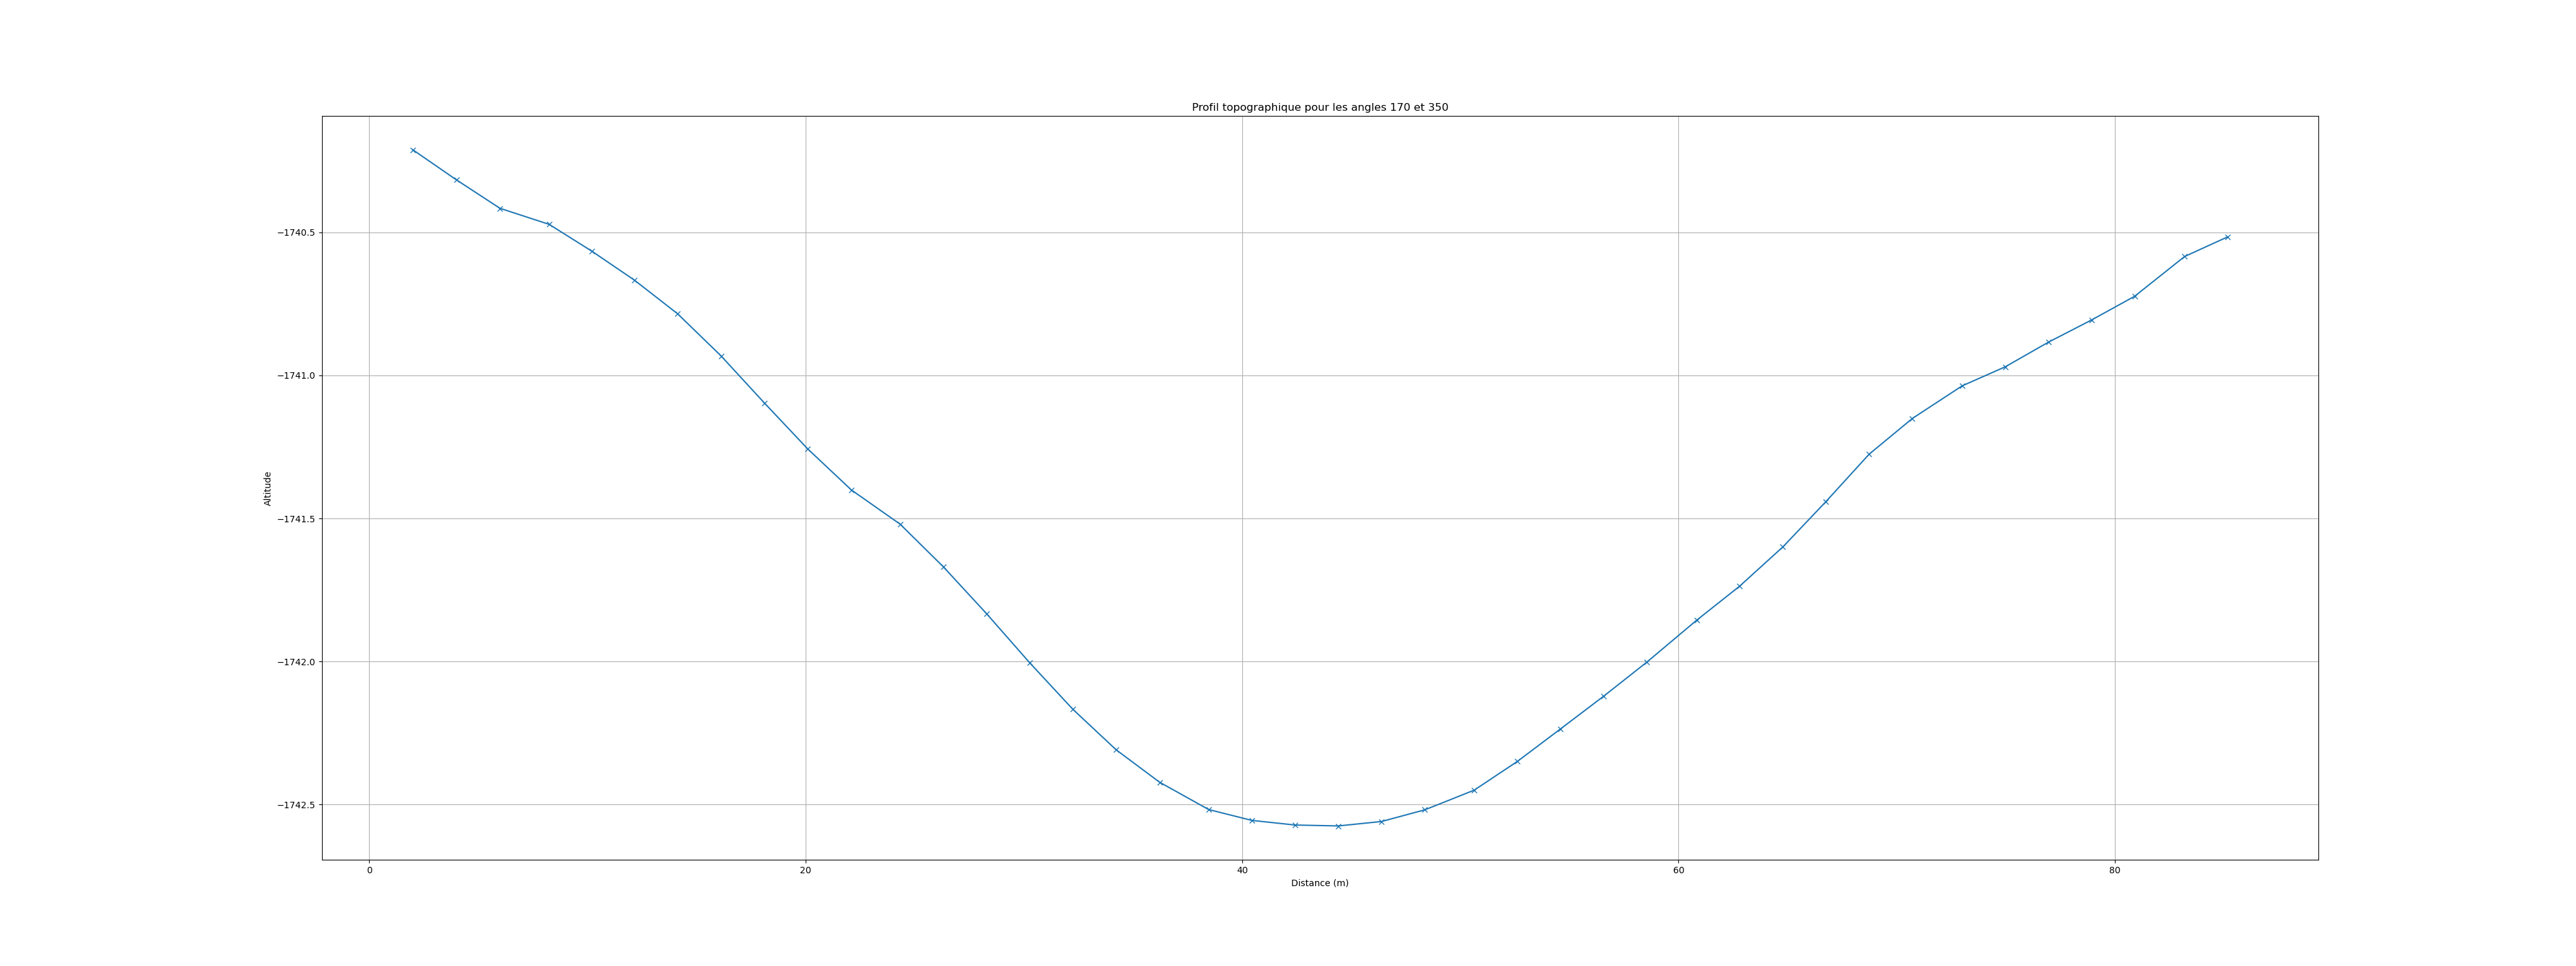 Profil topographique pour les angles 170 et 350
−1740.5
−1741.0
−1741.5
−1742.0
−1742.5
Altitude
0 20 40 60 80
Distance (m)